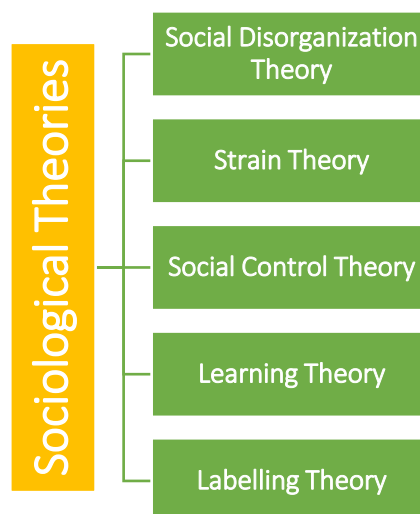 Sociological Theories
Social Disorganization
Theory
Strain Theory
Social Control Theory
Learning Theory
Labelling Theory